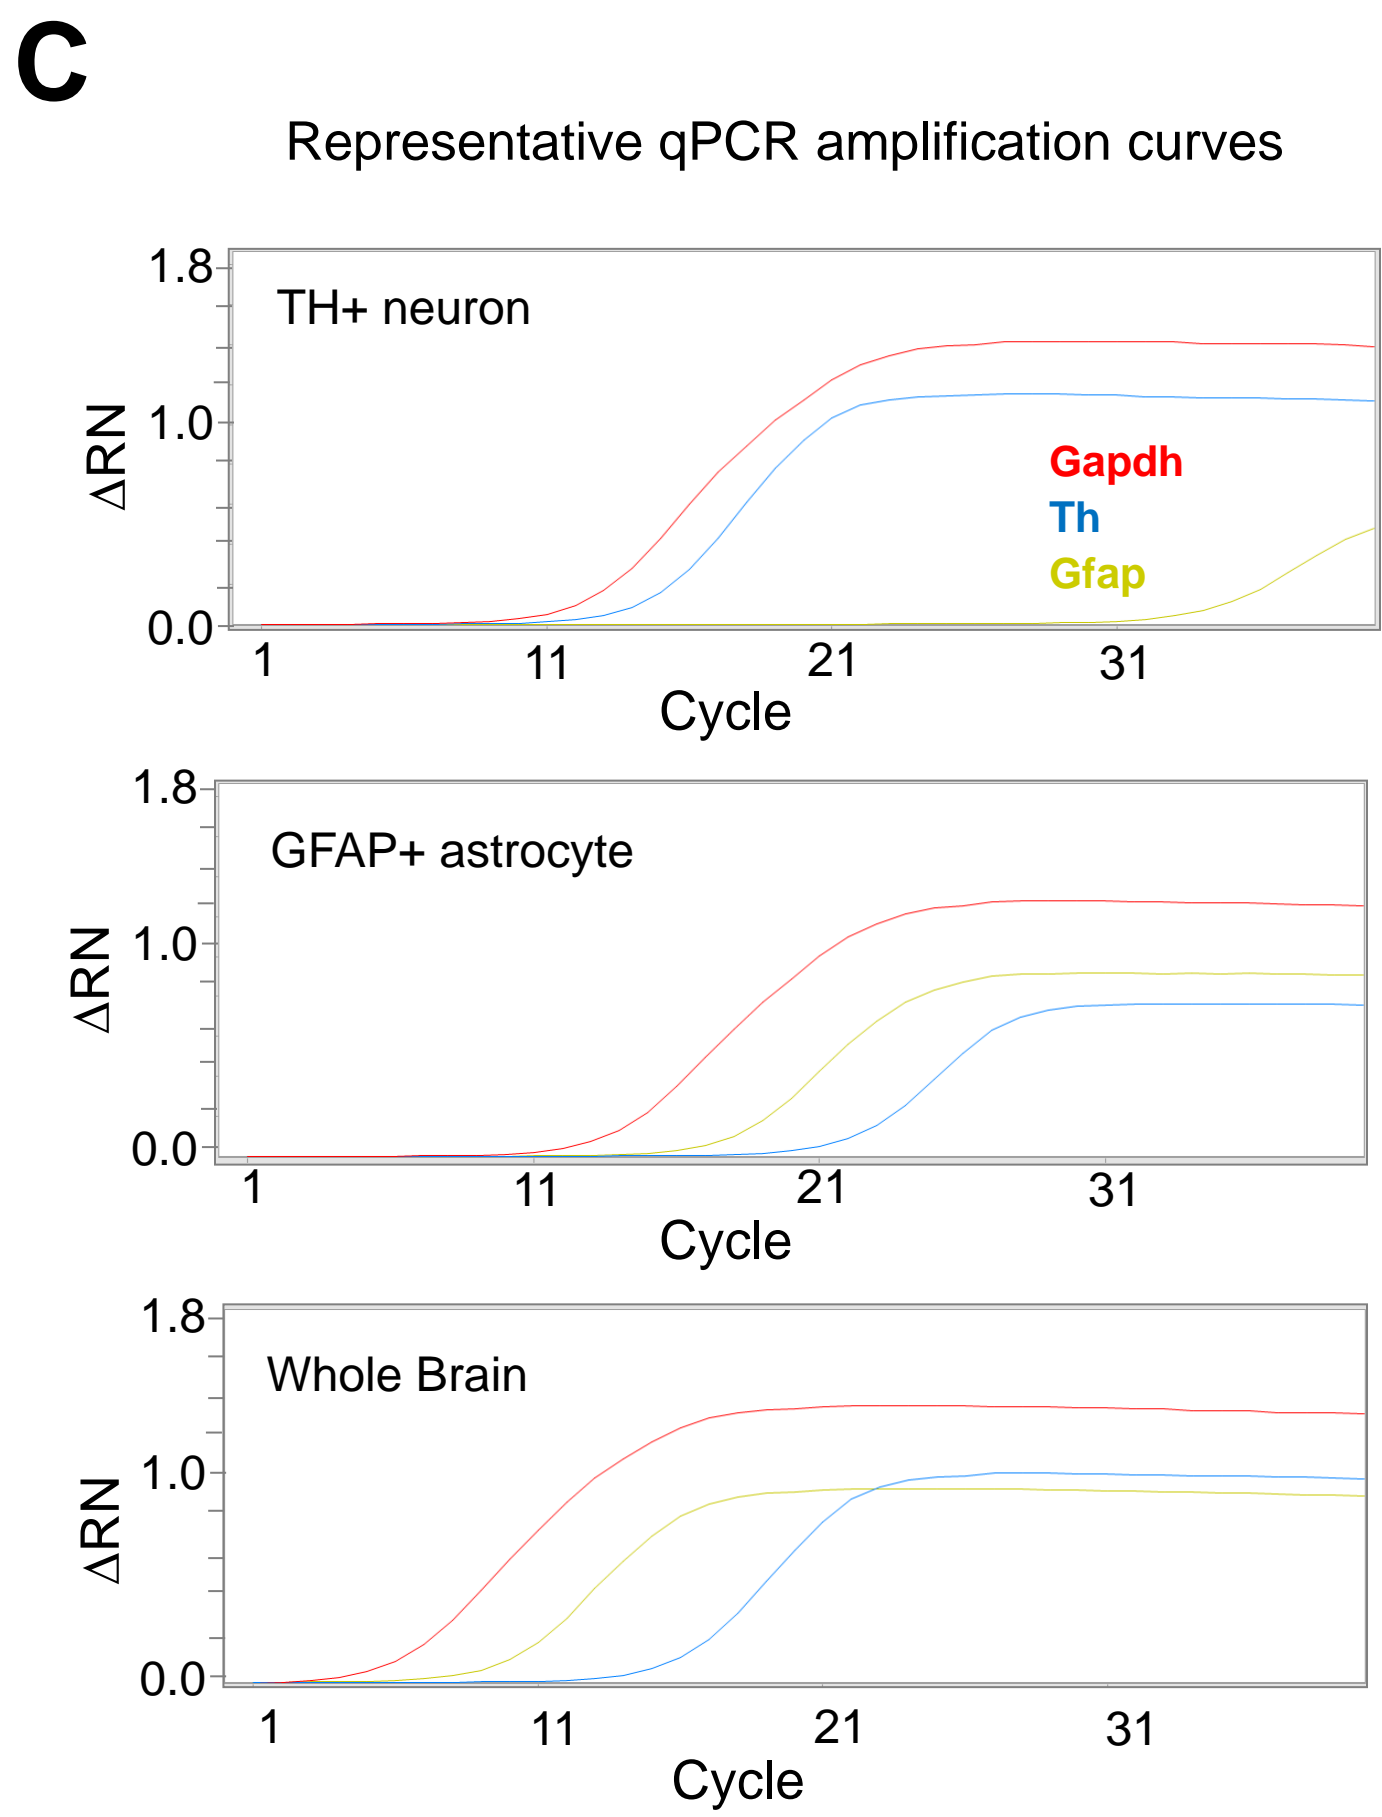 C
Representative qPCR amplification curves
1.8
TH+ neuron
1.0
ΔRN
Gapdh
Th
Gfap
0.0
1 11 21 31
Cycle
1.8
GFAP+ astrocyte
1.0
ΔRN
0.0
1 11 21 31
Cycle
1.8
Whole Brain
1.0
ΔRN
0.0
1 11 21 31
Cycle